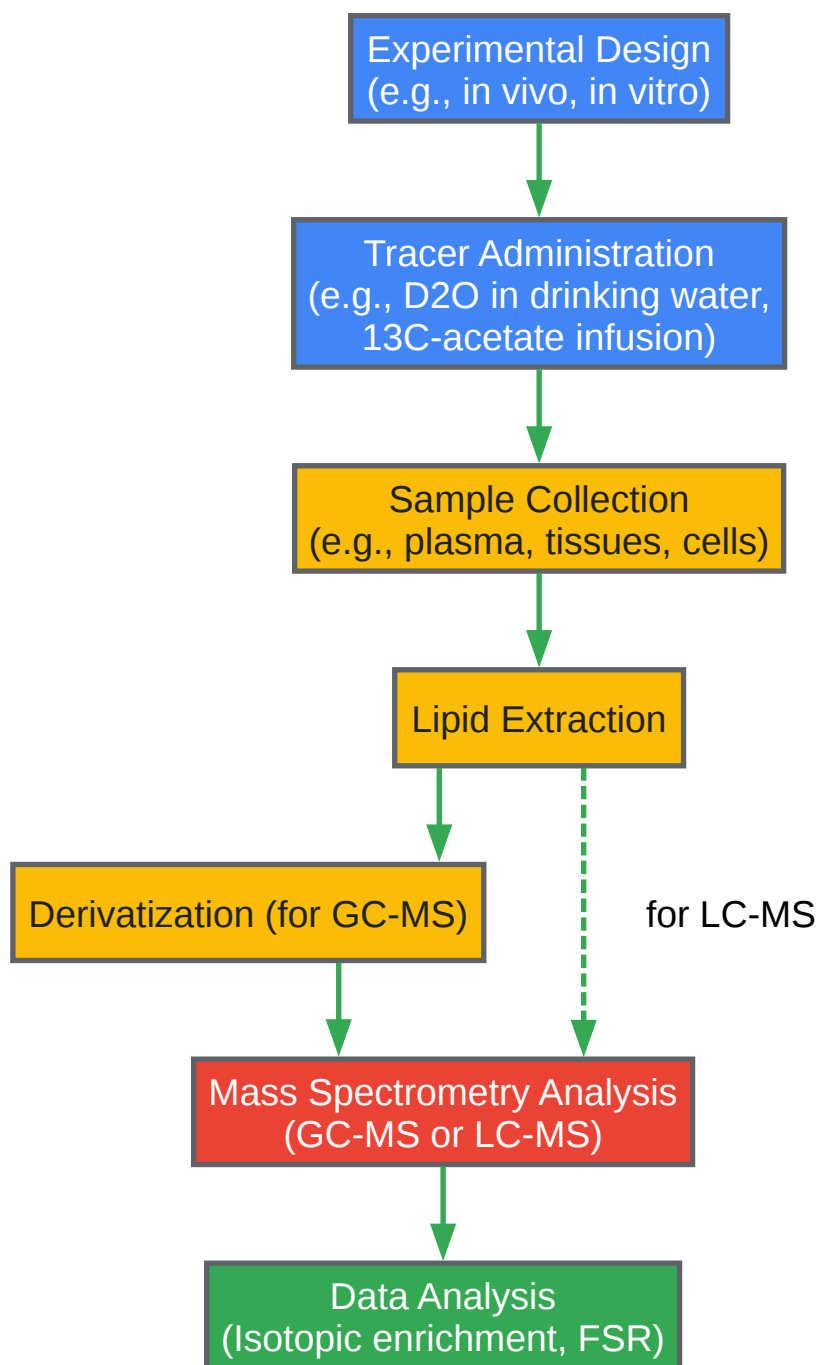 Experimental Design
(e.g., in vivo, in vitro)
Tracer Administration
(e.g., D2O in drinking water,
13C-acetate infusion)
Sample Collection
(e.g., plasma, tissues, cells)
Lipid Extraction
Derivatization (for GC-MS)
for LC-MS
Mass Spectrometry Analysis
(GC-MS or LC-MS)
Data Analysis
(Isotopic enrichment, FSR)